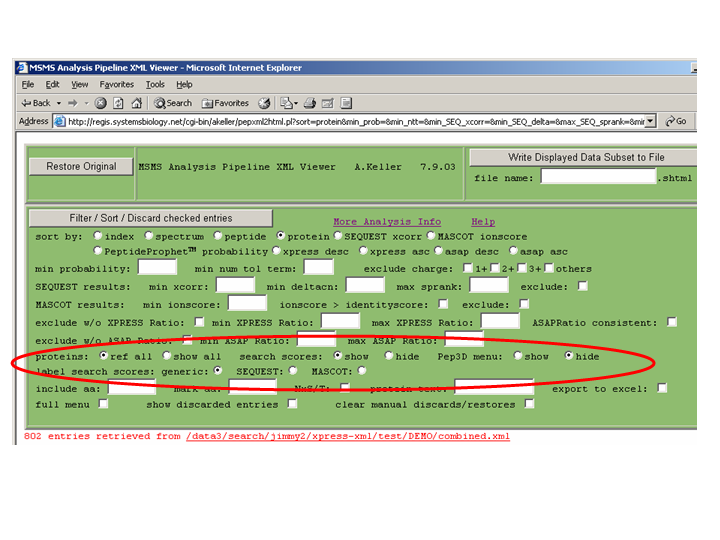 MSMS Analysis Pipeline XML Viewer - Microsoft Internet Explorer
File Edit View Favorites Tools Help
Back Search Favorites
Address http://regis.systemsbiology.net/cgi-bin/akeller/pepxml2html.pl?sort=protein&min_prob=&min_ntt=&min_SEQ_xcorr=&min_SEQ_delta=&max_SEQ_sprank=&mir Go
Restore Original MSMS Analysis Pipeline XML Viewer A.Keller 7.9.03 Write Displayed Data Subset to File
file name: .shtml
Filter / Sort / Discard checked entries More Analysis Info Help
sort by: index spectrum peptide protein SEQUEST xcorr MASCOT ionscore
PeptideProphet™ probability xpress desc xpress asc asap desc asap asc
min probability: min num tol term: exclude charge: 1+ 2+ 3+ others
SEQUEST results: min xcorr: min deltacn: max sprank: exclude:
MASCOT results: min ionscore: ionscore > identityscore: exclude:
exclude w/o XPRESS Ratio: min XPRESS Ratio: max XPRESS Ratio: ASAPRatio consistent:
exclude w/o ASAP Ratio: min ASAP Ratio: max ASAP Ratio:
proteins: ref all show all search scores: show hide Pep3D menu: show hide
label search scores: generic: SEQUEST: MASCOT:
include aa: mark aa: NxS/T: protein text: export to excel:
full menu show discarded entries clear manual discards/restores
802 entries retrieved from /data3/search/jimmy2/xpress-xml/test/DEMO/combined.xml